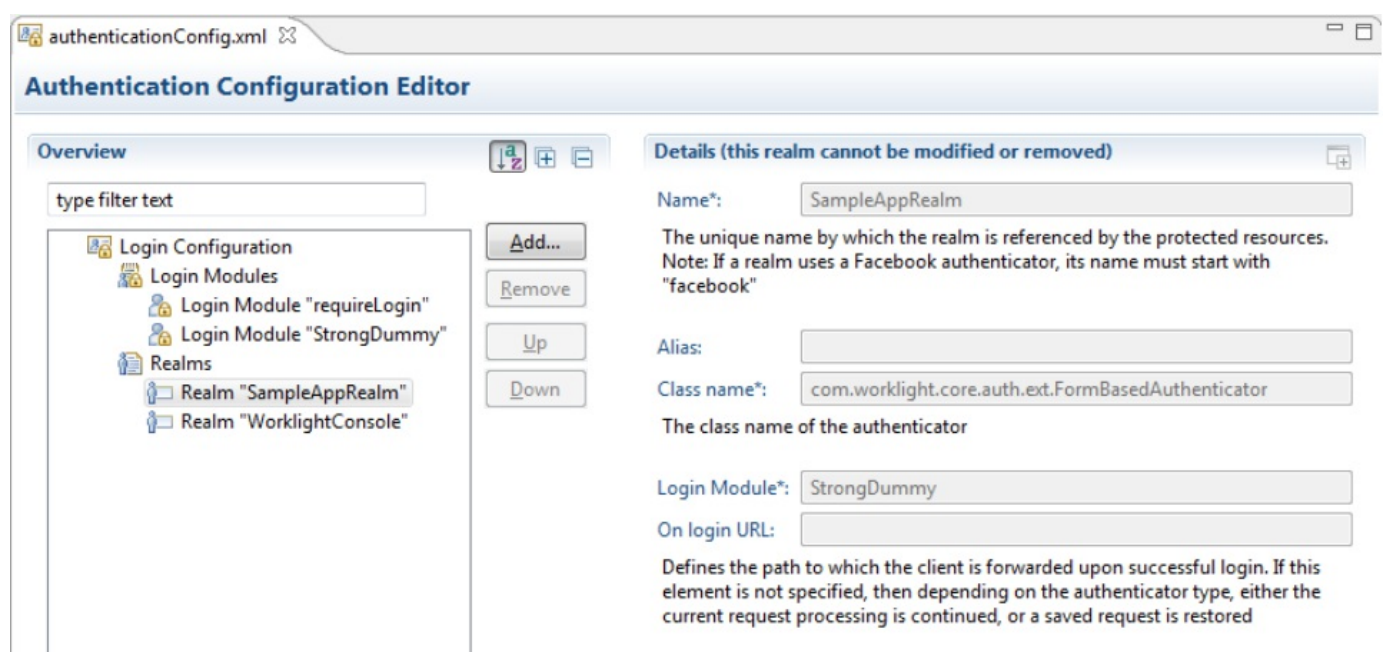 authenticationConfig.xml
Authentication Configuration Editor
Overview
type filter text
Login Configuration
Login Modules
Login Module "requireLogin"
Login Module "StrongDummy"
Realms
Realm "SampleAppRealm"
Realm "WorklightConsole"
Add...
Remove
Up
Down
Details (this realm cannot be modified or removed)
Name*: SampleAppRealm
The unique name by which the realm is referenced by the protected resources.
Note: If a realm uses a Facebook authenticator, its name must start with
"facebook"
Alias:
Class name*: com.worklight.core.auth.ext.FormBasedAuthenticator
The class name of the authenticator
Login Module*: StrongDummy
On login URL:
Defines the path to which the client is forwarded upon successful login. If this
element is not specified, then depending on the authenticator type, either the
current request processing is continued, or a saved request is restored